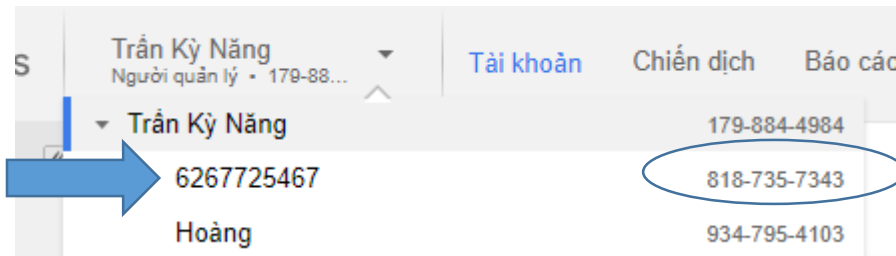 Trần Kỳ Năng
Người quản lý • 179-88...
Tài khoản
Chiến dịch
Báo các
Trần Kỳ Năng 179-884-4984
6267725467 818-735-7343
Hoàng 934-795-4103